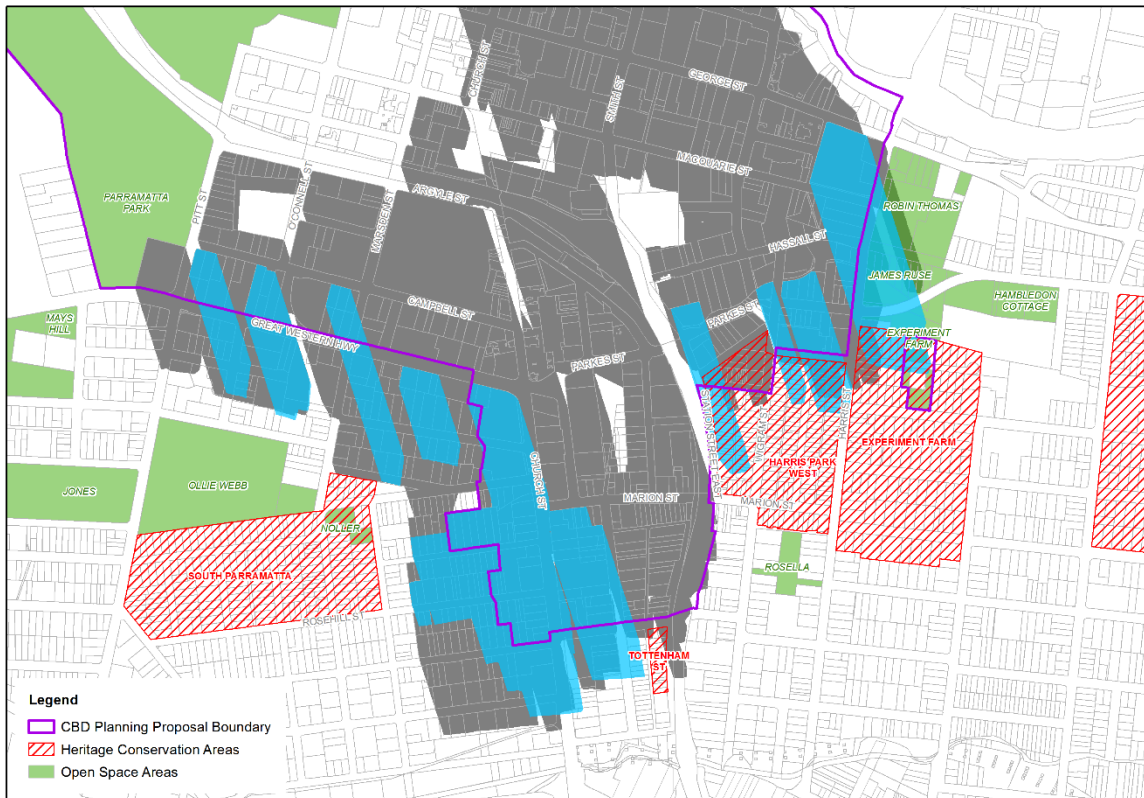 CHURCH ST
GEORGE ST
SMITH ST
MACQUARIE ST
ARGYLE ST
O'CONNELL ST
MARSDEN ST
PITT ST
PARRAMATTA
PARK
ROBIN THOMAS
HASSALL ST
JAMES RUSE
HAMBLEDON
COTTAGE
MAYS
HILL
GREAT WESTERN HWY
CAMPBELL ST
PARKES ST
PARKES ST
EXPERIMENT
FARM
STATION STREET EAST
WIGRAM ST
HARRIS ST
EXPERIMENT FARM
HARRIS PARK
WEST
CHURCH ST
MARION ST
MARION ST
JONES
OLLIE WEBB
NOLLER
SOUTH PARRAMATTA
ROSEHILL ST
ROSELLA
TOTTENHAM
ST
Legend
CBD Planning Proposal Boundary
Heritage Conservation Areas
Open Space Areas